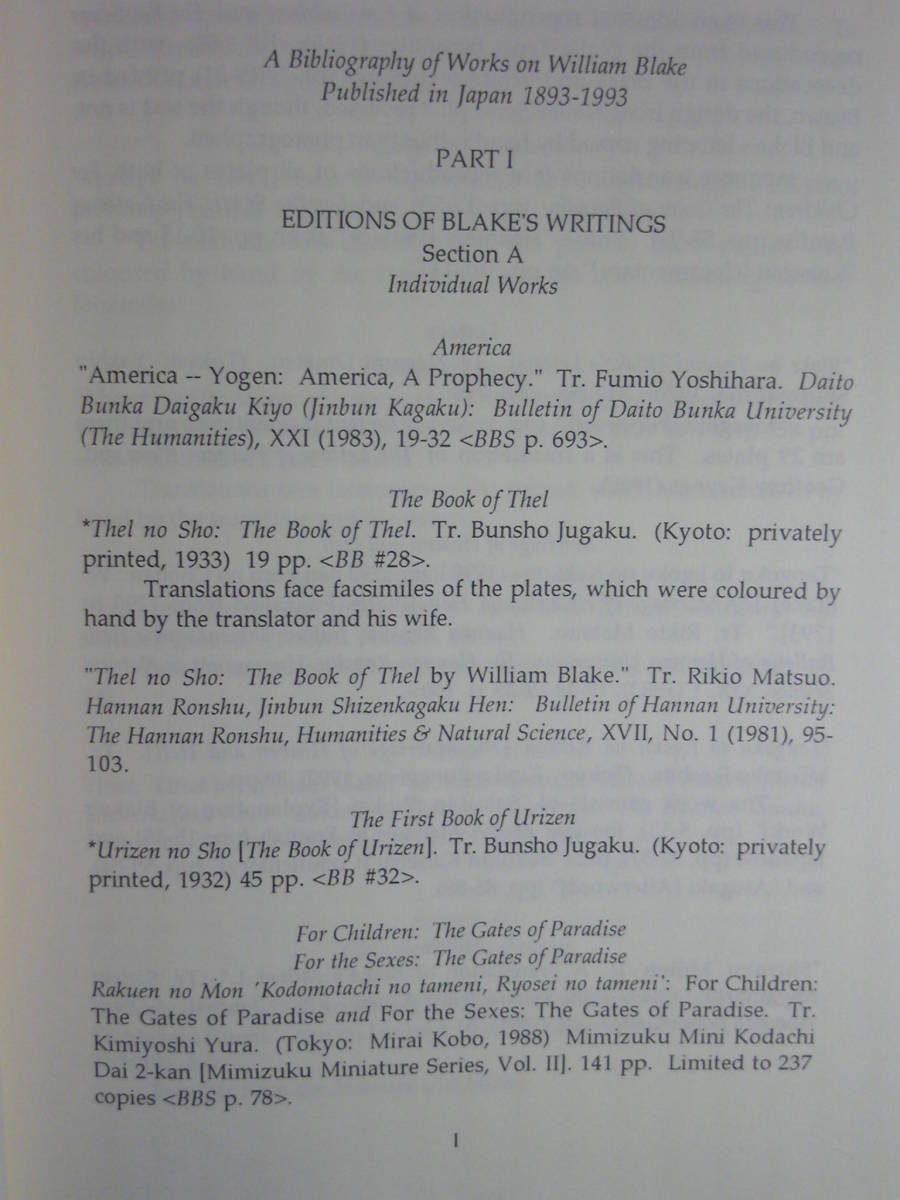 A Bibliography of Works on William Blake
Published in Japan 1893-1993
PART I
EDITIONS OF BLAKE'S WRITINGS
Section A
Individual Works
America
"America -- Yogen: America, A Prophecy." Tr. Fumio Yoshihara. Daito
Bunka Daigaku Kiyo (Jinbun Kagaku): Bulletin of Daito Bunka University
(The Humanities), XXI (1983), 19-32 <BBS p. 693>.
The Book of Thel
*Thel no Sho: The Book of Thel. Tr. Bunsho Jugaku. (Kyoto: privately
printed, 1933) 19 pp. <BB #28>.
Translations face facsimiles of the plates, which were coloured by
hand by the translator and his wife.
"Thel no Sho: The Book of Thel by William Blake." Tr. Rikio Matsuo.
Hannan Ronshu, Jinbun Shizenkagaku Hen: Bulletin of Hannan University:
The Hannan Ronshu, Humanities & Natural Science, XVII, No. 1 (1981), 95-
103.
The First Book of Urizen
*Urizen no Sho [The Book of Urizen]. Tr. Bunsho Jugaku. (Kyoto: privately
printed, 1932) 45 pp. <BB #32>.
For Children: The Gates of Paradise
For the Sexes: The Gates of Paradise
Rakuen no Mon 'Kodomotachi no tameni, Ryosei no tameni': For Children:
The Gates of Paradise and For the Sexes: The Gates of Paradise. Tr.
Kimiyoshi Yura. (Tokyo: Mirai Kobo, 1988) Mimizuku Mini Kodachi
Dai 2-kan [Mimizuku Miniature Series, Vol. II]. 141 pp. Limited to 237
copies <BBS p. 78>.
1